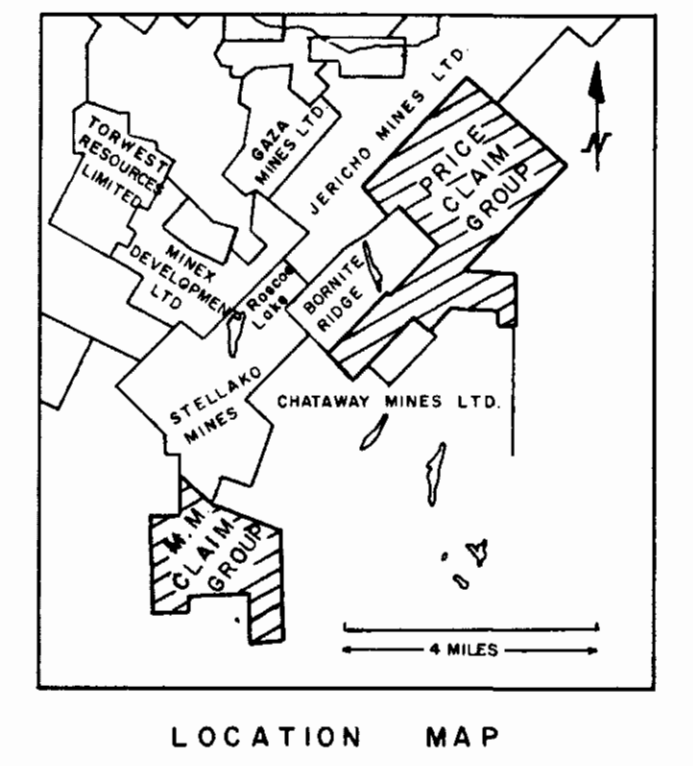 TORWEST
RESOURCES
LIMITED
GAZA
MINES LTD.
JERICHO MINES LTD.
PRICE
CLAIM
GROUP
N
MINEX
DEVELOPMENT
LTD
Roscoe
Lake
BORNITE
RIDGE
STELLAKO
MINES
CHATAWAY MINES LTD.
M.M.
CLAIM
GROUP
4 MILES
LOCATION MAP